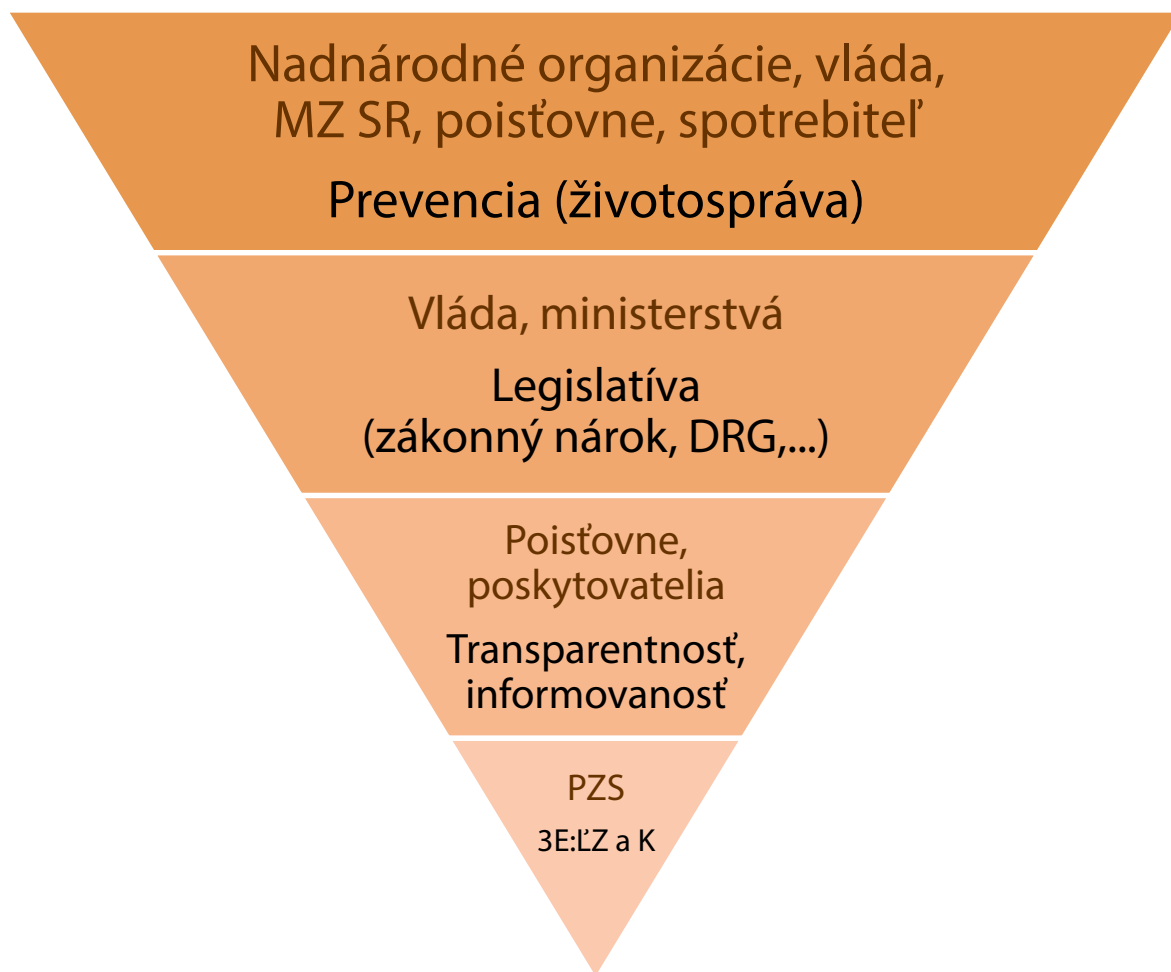 Nadnárodné organizácie, vláda,
MZ SR, poisťovne, spotrebiteľ
Prevencia (životospráva)
Vláda, ministerstvá
Legislatíva
(zákonný nárok, DRG,...)
Poisťovne,
poskytovatelia
Transparentnosť,
informovanosť
PZS
3E:ĽZ a K